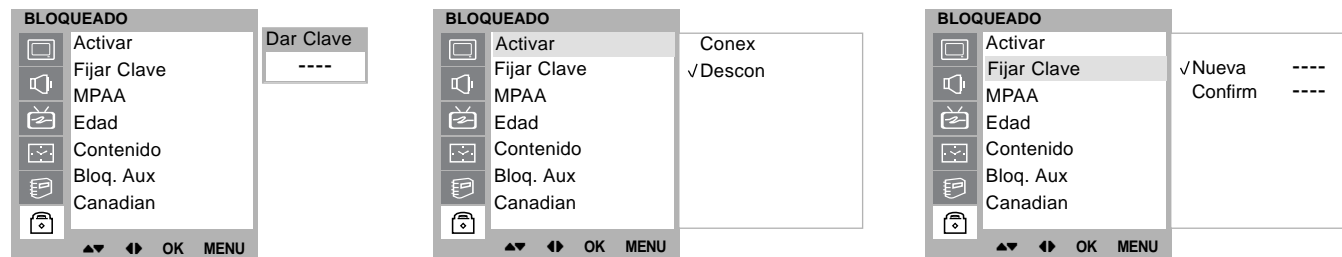 BLOQUEADO
Activar
Fijar Clave
MPAA
Edad
Contenido
Bloq. Aux
Canadian
OK MENU
Dar Clave
----
BLOQUEADO
Activar
Fijar Clave
MPAA
Edad
Contenido
Bloq. Aux
Canadian
OK MENU
Conex
√Descon
BLOQUEADO
Activar
Fijar Clave
MPAA
Edad
Contenido
Bloq. Aux
Canadian
OK MENU
√Nueva ----
Confirm ----